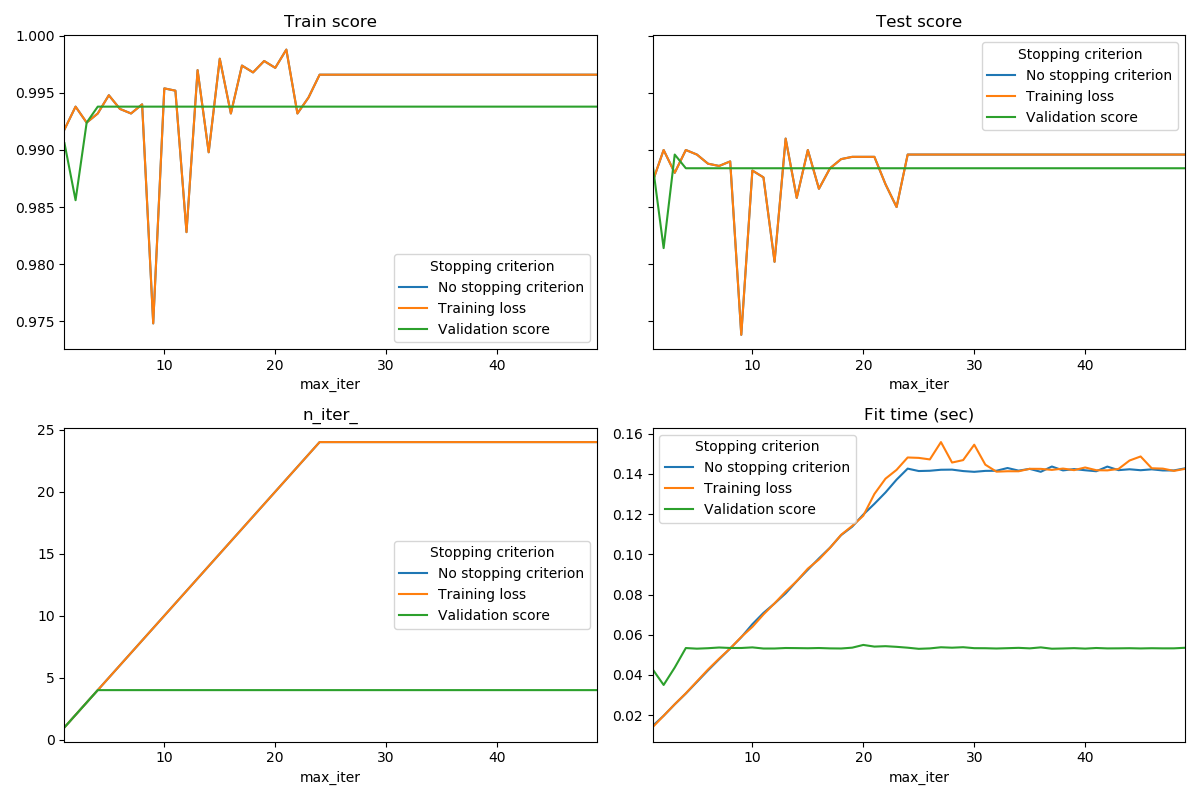 Train score
1.000
0.995
0.990
0.985
0.980
0.975
Stopping criterion
No stopping criterion
Training loss
Validation score
10 20 30 40
max_iter
Test score
Stopping criterion
No stopping criterion
Training loss
Validation score
10 20 30 40
max_iter
n_iter_
25
20
15
10
5
0
Stopping criterion
No stopping criterion
Training loss
Validation score
10 20 30 40
max_iter
Fit time (sec)
0.16
0.14
0.12
0.10
0.08
0.06
0.04
0.02
Stopping criterion
No stopping criterion
Training loss
Validation score
10 20 30 40
max_iter